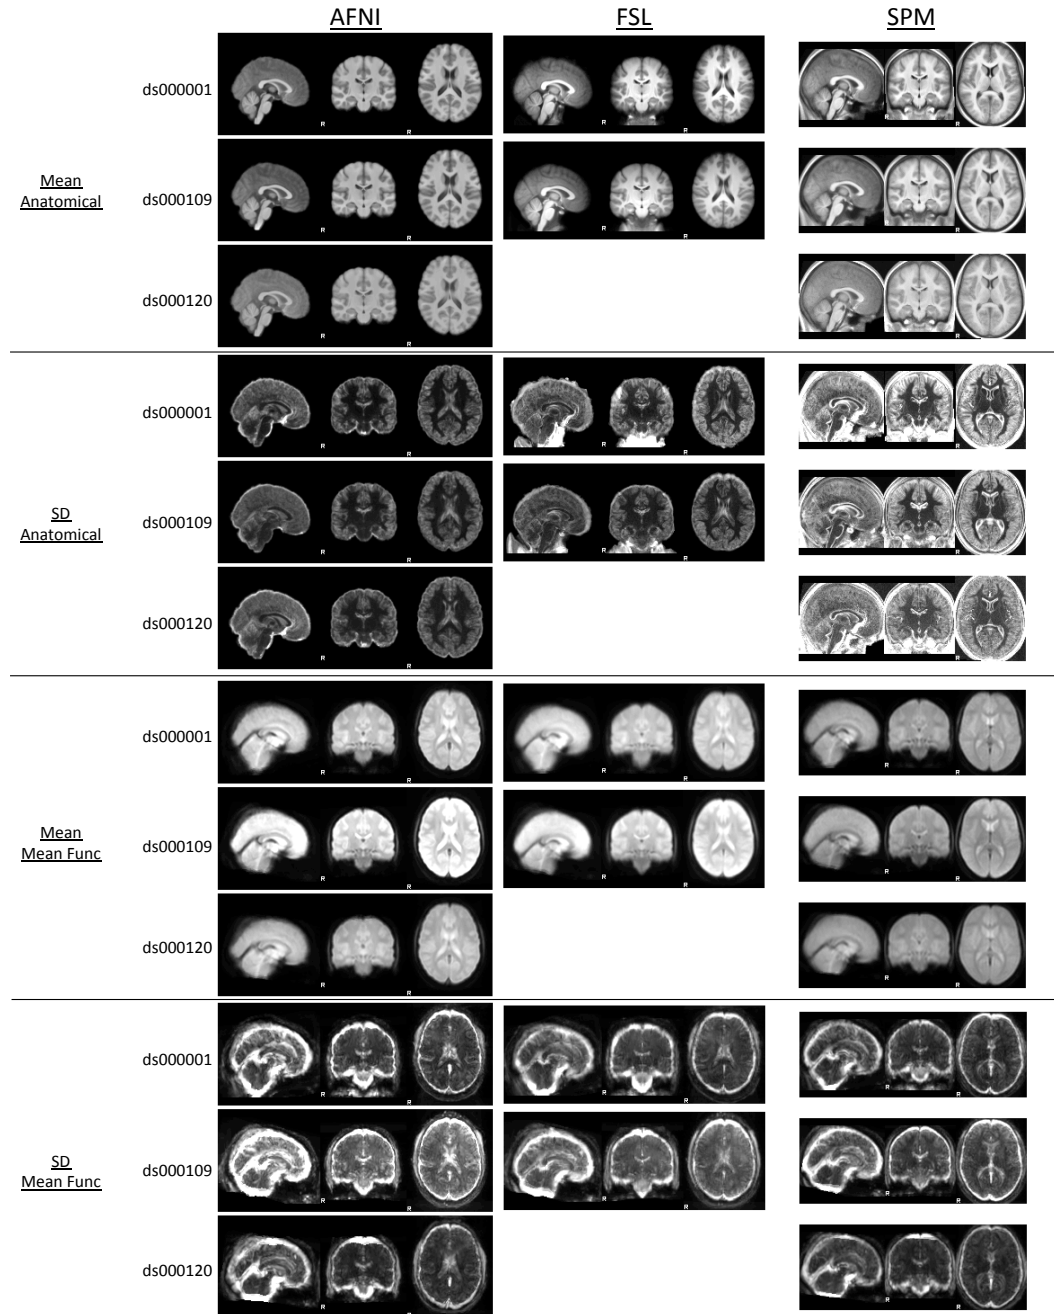 AFNI FSL SPM
ds000001
R R R R
Mean
Anatomical
ds000109
R R R R
ds000120
R R R R
ds000001
R R R R
SD
Anatomical
ds000109
R R R R
ds000120
R R R R
ds000001
R R R R R R
Mean
Mean Func
ds000109
R R R R R R
ds000120
R R R R
ds000001
R R R R R R
SD
Mean Func
ds000109
R R R R R R
ds000120
R R R R